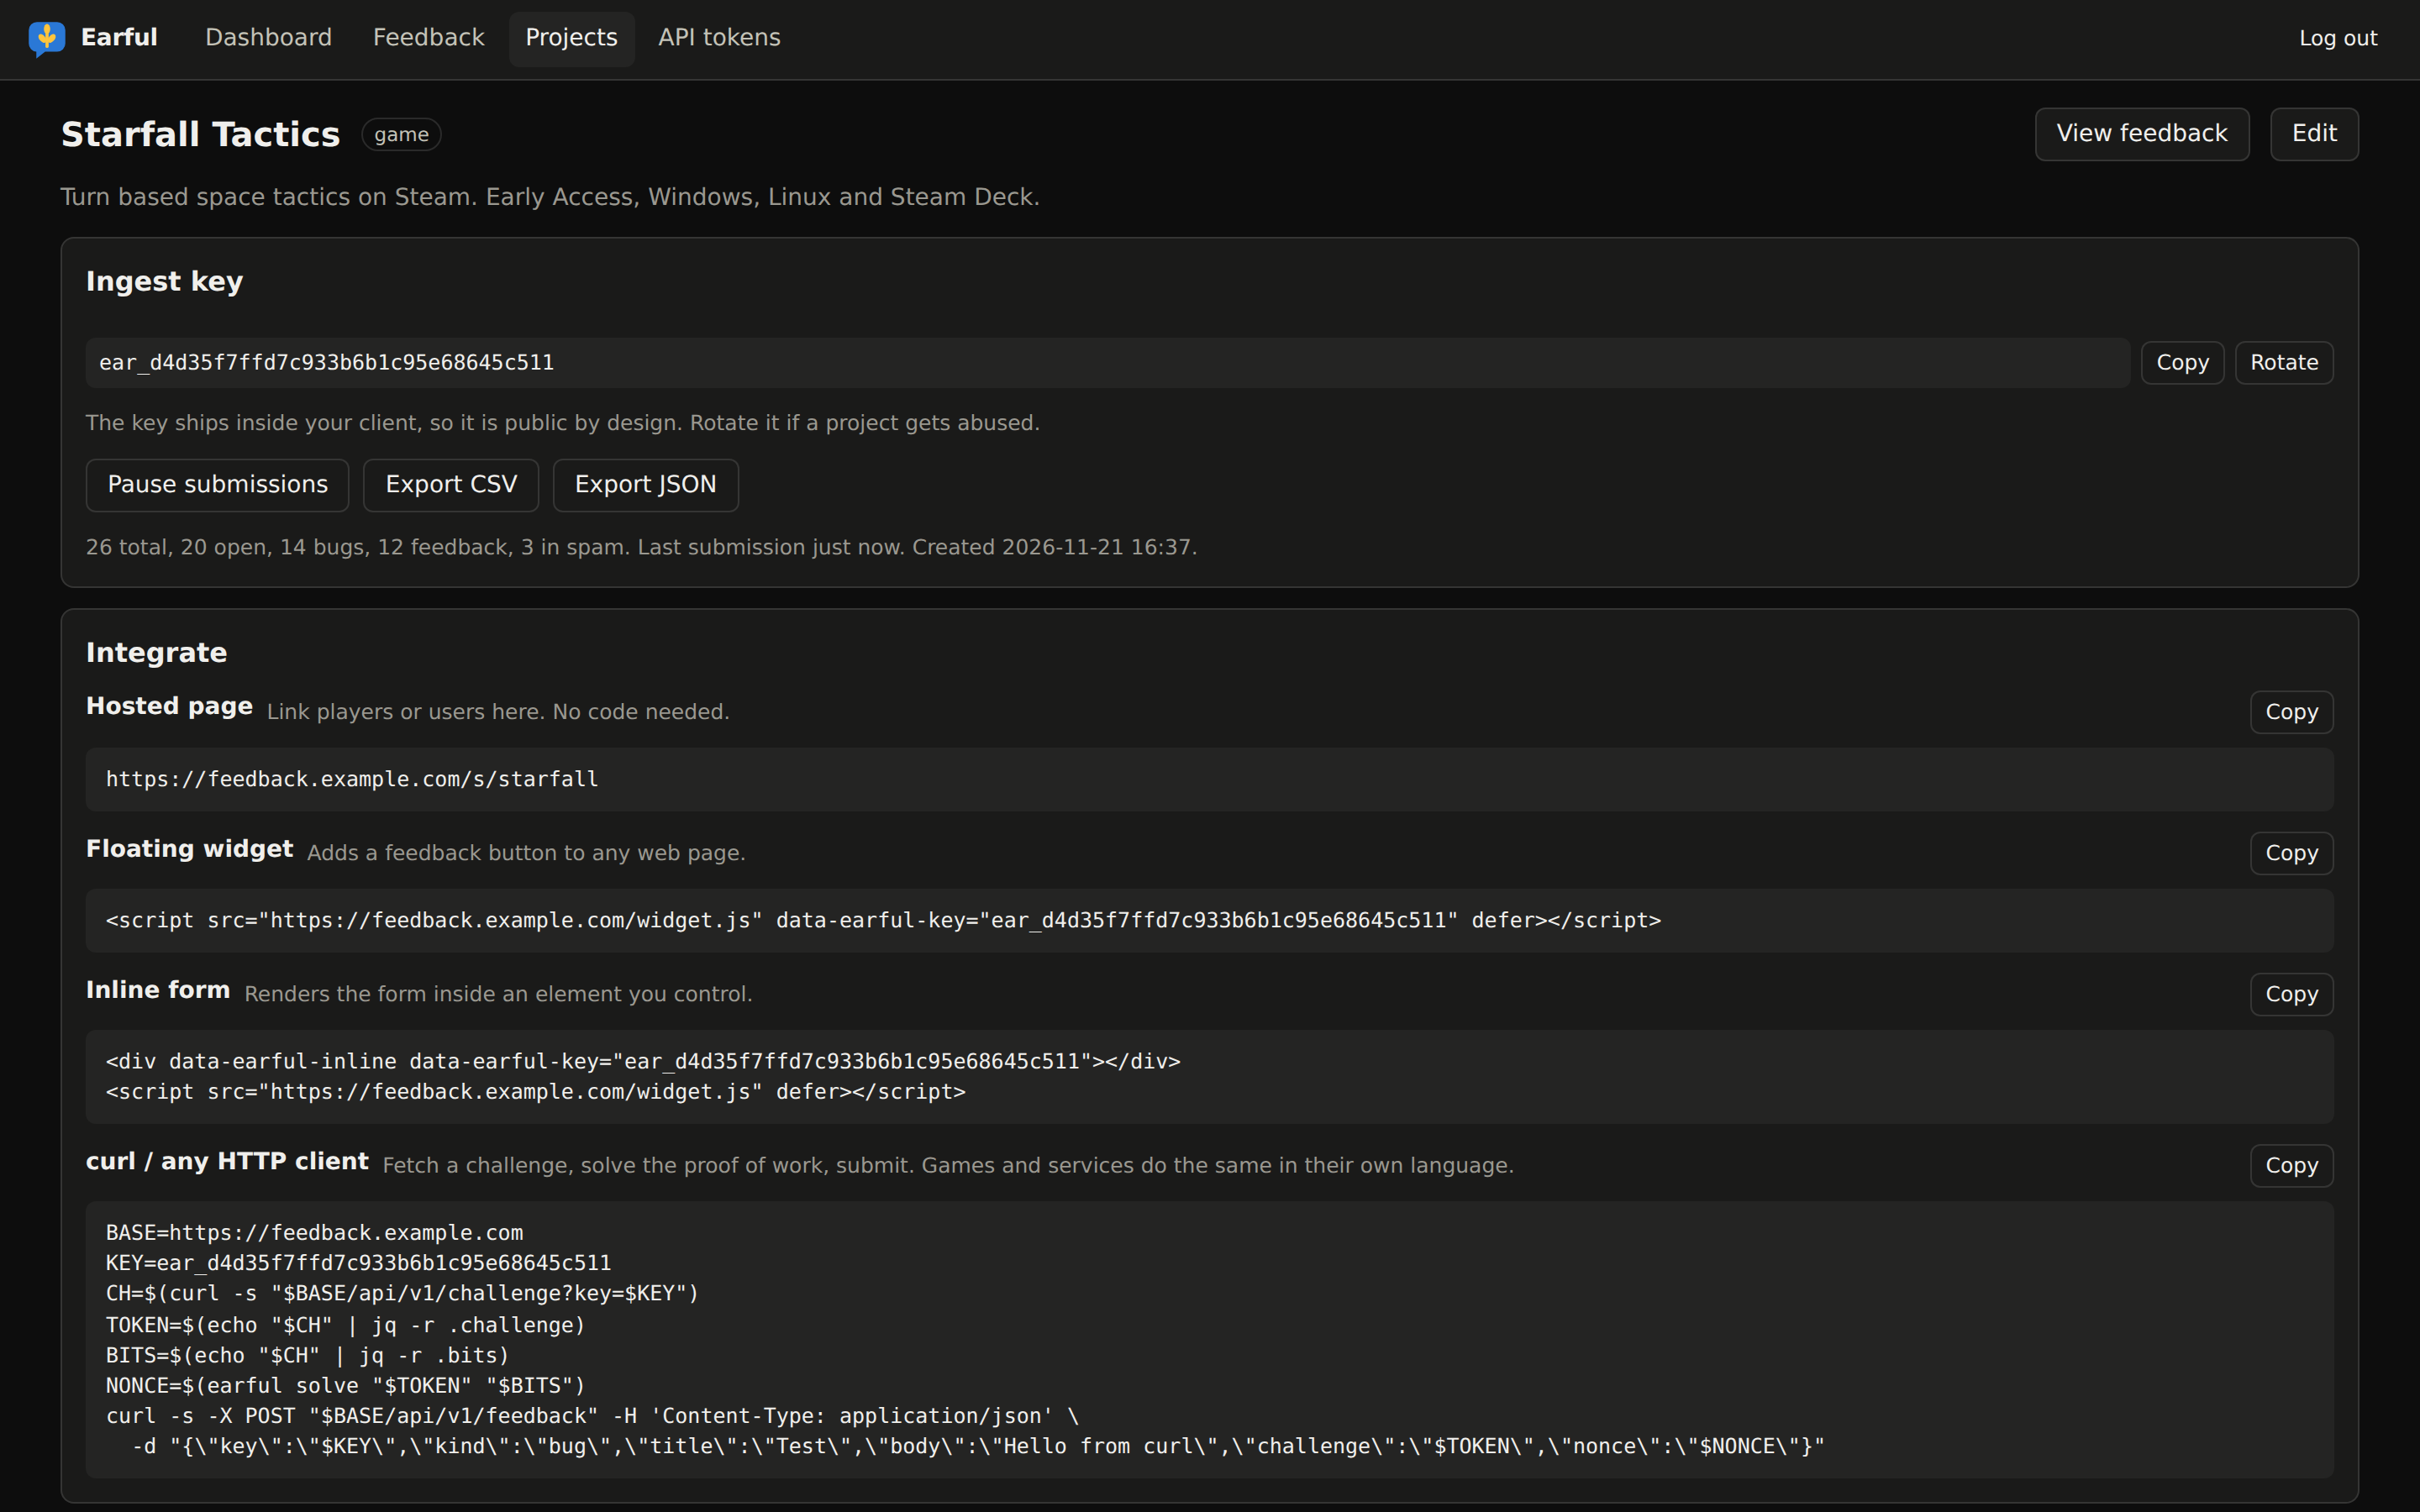 Earful Dashboard Feedback Projects API tokens Log out
Starfall Tactics game View feedback Edit
Turn based space tactics on Steam. Early Access, Windows, Linux and Steam Deck.
Ingest key
ear_d4d35f7ffd7c933b6b1c95e68645c511 Copy Rotate
The key ships inside your client, so it is public by design. Rotate it if a project gets abused.
Pause submissions Export CSV Export JSON
26 total, 20 open, 14 bugs, 12 feedback, 3 in spam. Last submission just now. Created 2026-11-21 16:37.
Integrate
Hosted page Link players or users here. No code needed. Copy
https://feedback.example.com/s/starfall
Floating widget Adds a feedback button to any web page. Copy
<script src="https://feedback.example.com/widget.js" data-earful-key="ear_d4d35f7ffd7c933b6b1c95e68645c511" defer></script>
Inline form Renders the form inside an element you control. Copy
<div data-earful-inline data-earful-key="ear_d4d35f7ffd7c933b6b1c95e68645c511"></div>
<script src="https://feedback.example.com/widget.js" defer></script>
curl / any HTTP client Fetch a challenge, solve the proof of work, submit. Games and services do the same in their own language. Copy
BASE=https://feedback.example.com
KEY=ear_d4d35f7ffd7c933b6b1c95e68645c511
CH=$(curl -s "$BASE/api/v1/challenge?key=$KEY")
TOKEN=$(echo "$CH" | jq -r .challenge)
BITS=$(echo "$CH" | jq -r .bits)
NONCE=$(earful solve "$TOKEN" "$BITS")
curl -s -X POST "$BASE/api/v1/feedback" -H 'Content-Type: application/json' \
  -d "{\"key\":\"$KEY\",\"kind\":\"bug\",\"title\":\"Test\",\"body\":\"Hello from curl\",\"challenge\":\"$TOKEN\",\"nonce\":\"$NONCE\"}"